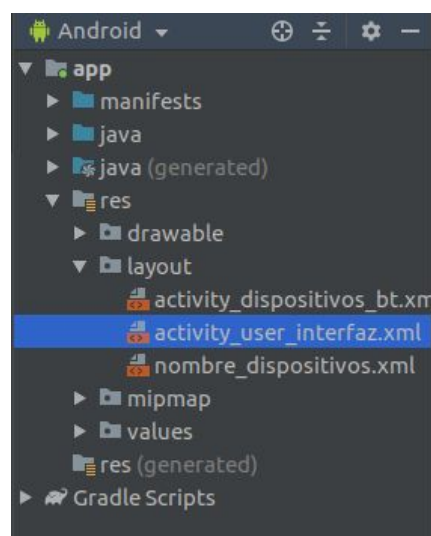 Android
app
manifests
java
java (generated)
res
drawable
layout
activity_dispositivos_bt.xm
activity_user_interfaz.xml
nombre_dispositivos.xml
mipmap
values
res (generated)
Gradle Scripts